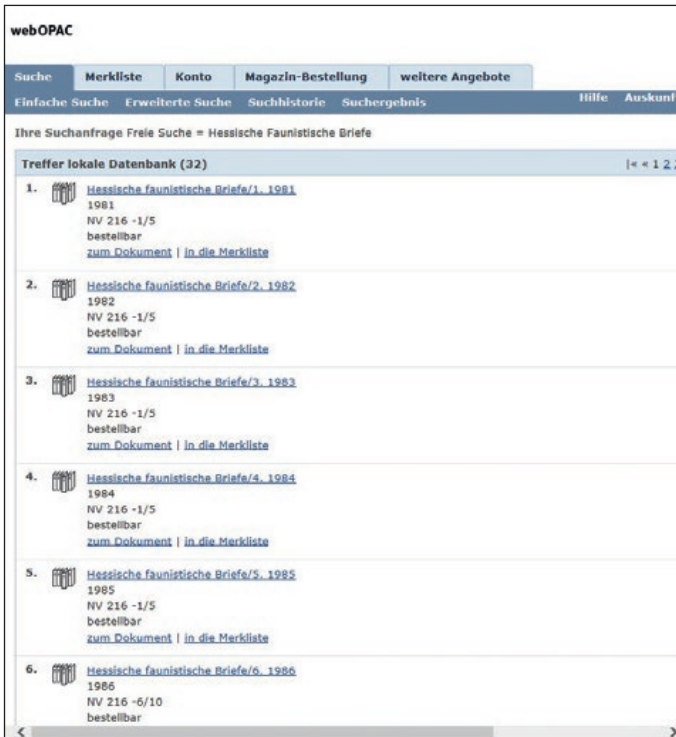 webOPAC
Suche Merkliste Konto Magazin-Bestellung weitere Angebote
Einfache Suche Erweiterte Suche Suchhistorie Suchergebnis Hilfe Auskunft
Ihre Suchanfrage Freie Suche = Hessische Faunistische Briefe
Treffer lokale Datenbank (32) |« « 1 2
1. Hessische faunistische Briefe/1. 1981
1981
NV 216 -1/5
bestellbar
zum Dokument | in die Merkliste
2. Hessische faunistische Briefe/2. 1982
1982
NV 216 -1/5
bestellbar
zum Dokument | in die Merkliste
3. Hessische faunistische Briefe/3. 1983
1983
NV 216 -1/5
bestellbar
zum Dokument | in die Merkliste
4. Hessische faunistische Briefe/4. 1984
1984
NV 216 -1/5
bestellbar
zum Dokument | in die Merkliste
5. Hessische faunistische Briefe/5. 1985
1985
NV 216 -1/5
bestellbar
zum Dokument | in die Merkliste
6. Hessische faunistische Briefe/6. 1986
1986
NV 216 -6/10
bestellbar